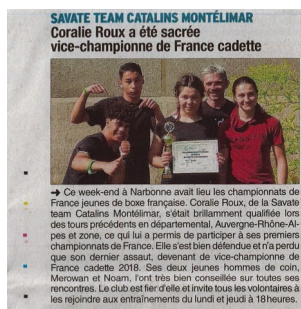 SAVATE TEAM CATALINS MONTÉLIMAR
Coralie Roux a été sacrée
vice-championne de France cadette
➜ Ce week-end à Narbonne avait lieu les championnats de
France jeunes de boxe française. Coralie Roux, de la Savate
team Catalins Montélimar, s'était brillamment qualifiée lors
des tours précédents en départemental, Auvergne-Rhône-Al-
pes et zone, ce qui lui a permis de participer à ses premiers
championnats de France. Elle s'est bien défendue et n'a perdu
que son dernier assaut, devenant de vice-championne de
France cadette 2018. Ses deux jeunes hommes de coin,
Merowan et Noam, l'ont très bien conseillée sur toutes ses
rencontres. Le club est fier d'elle et invite tous les volontaires à
les rejoindre aux entraînements du lundi et jeudi à 18 heures.